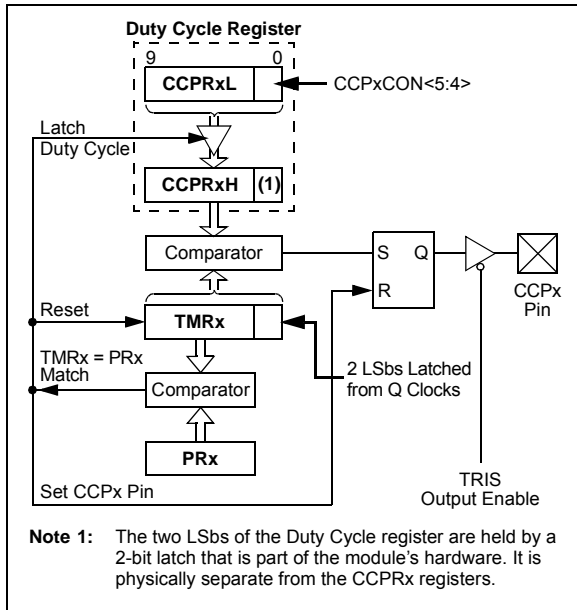 Duty Cycle Register
9 0
CCPRxL
CCPxCON<5:4>
Latch
Duty Cycle
CCPRxH (1)
Comparator
S Q
R
CCPx
Pin
Reset
TMRx
TMRx = PRx
Match
2 LSbs Latched
from Q Clocks
Comparator
PRx
Set CCPx Pin
TRIS
Output Enable
Note 1: The two LSbs of the Duty Cycle register are held by a
2-bit latch that is part of the module's hardware. It is
physically separate from the CCPRx registers.